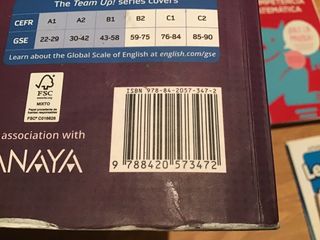 The Team Up! series covers
CEFR A1 A2 B1 B2 C1 C2
GSE 22-29 30-42 43-58 59-75 76-84 85-90
Learn about the Global Scale of English at english.com/gse
FSC
MIXTO
FSC® C016628
association with
ANAYA
ISBN 978-84-2057-347-2
9 788420 573472